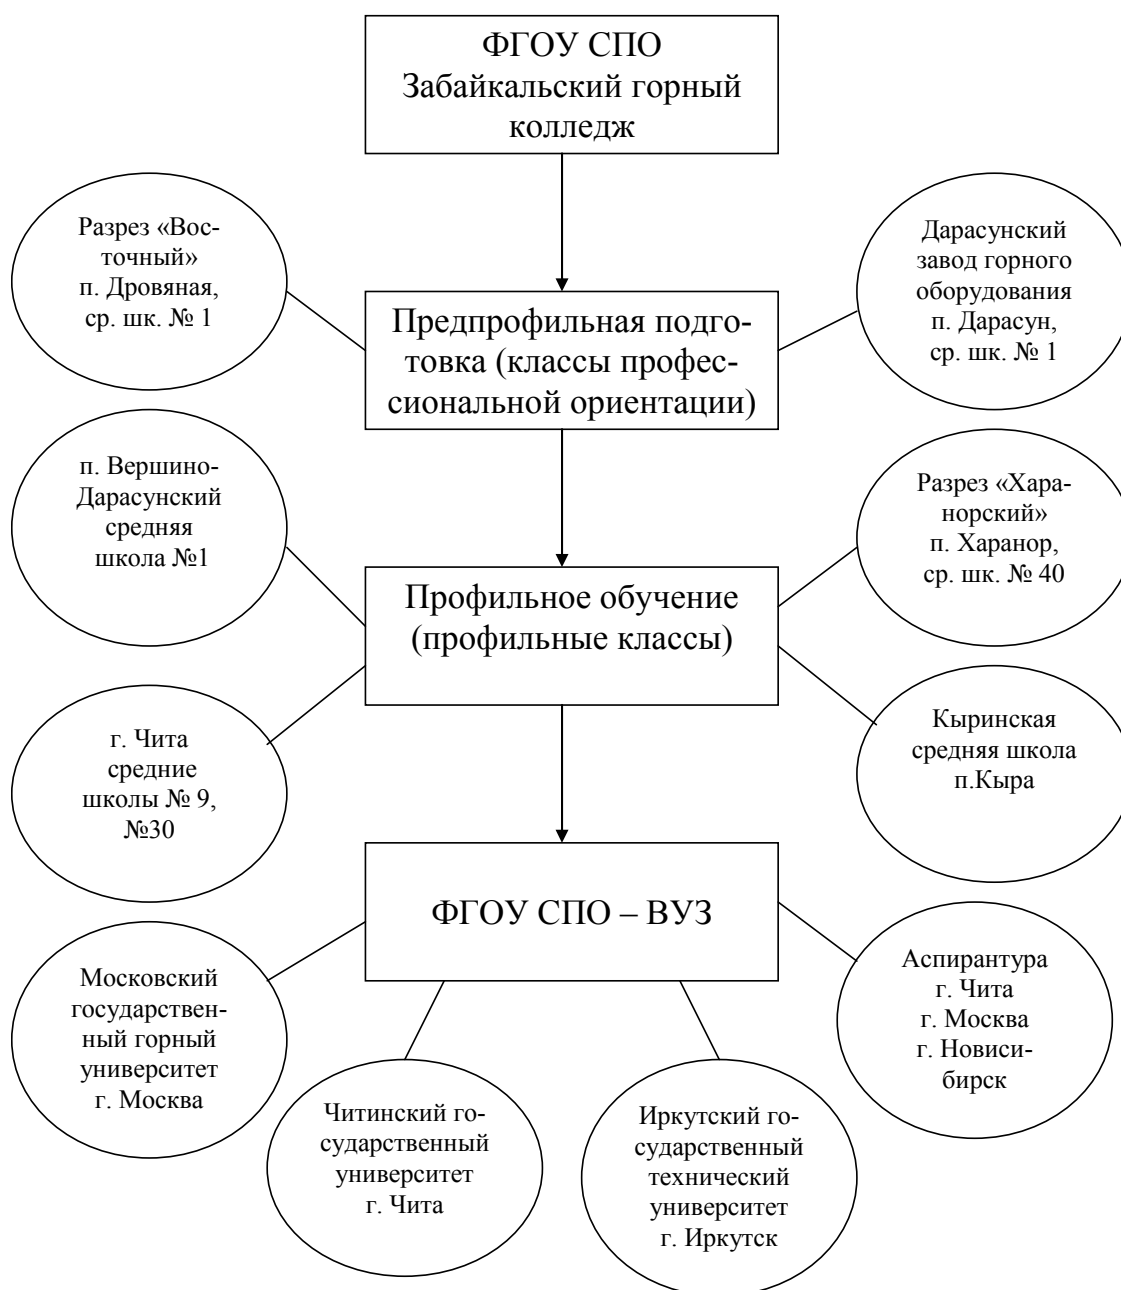 ФГОУ СПО
Забайкальский горный
колледж
Разрез «Вос-
точный»
п. Дровяная,
ср. шк. № 1
Дарасунский
завод горного
оборудования
п. Дарасун,
ср. шк. № 1
Предпрофильная подго-
товка (классы профес-
сиональной ориентации)
п. Вершино-
Дарасунский
средняя
школа №1
Разрез «Хара-
норский»
п. Харанор,
ср. шк. № 40
Профильное обучение
(профильные классы)
г. Чита
средние
школы № 9,
№30
Кыринская
средняя школа
п.Кыра
ФГОУ СПО – ВУЗ
Московский
государствен-
ный горный
университет
г. Москва
Читинский го-
сударственный
университет
г. Чита
Иркутский го-
сударственный
технический
университет
г. Иркутск
Аспирантура
г. Чита
г. Москва
г. Новиси-
бирск